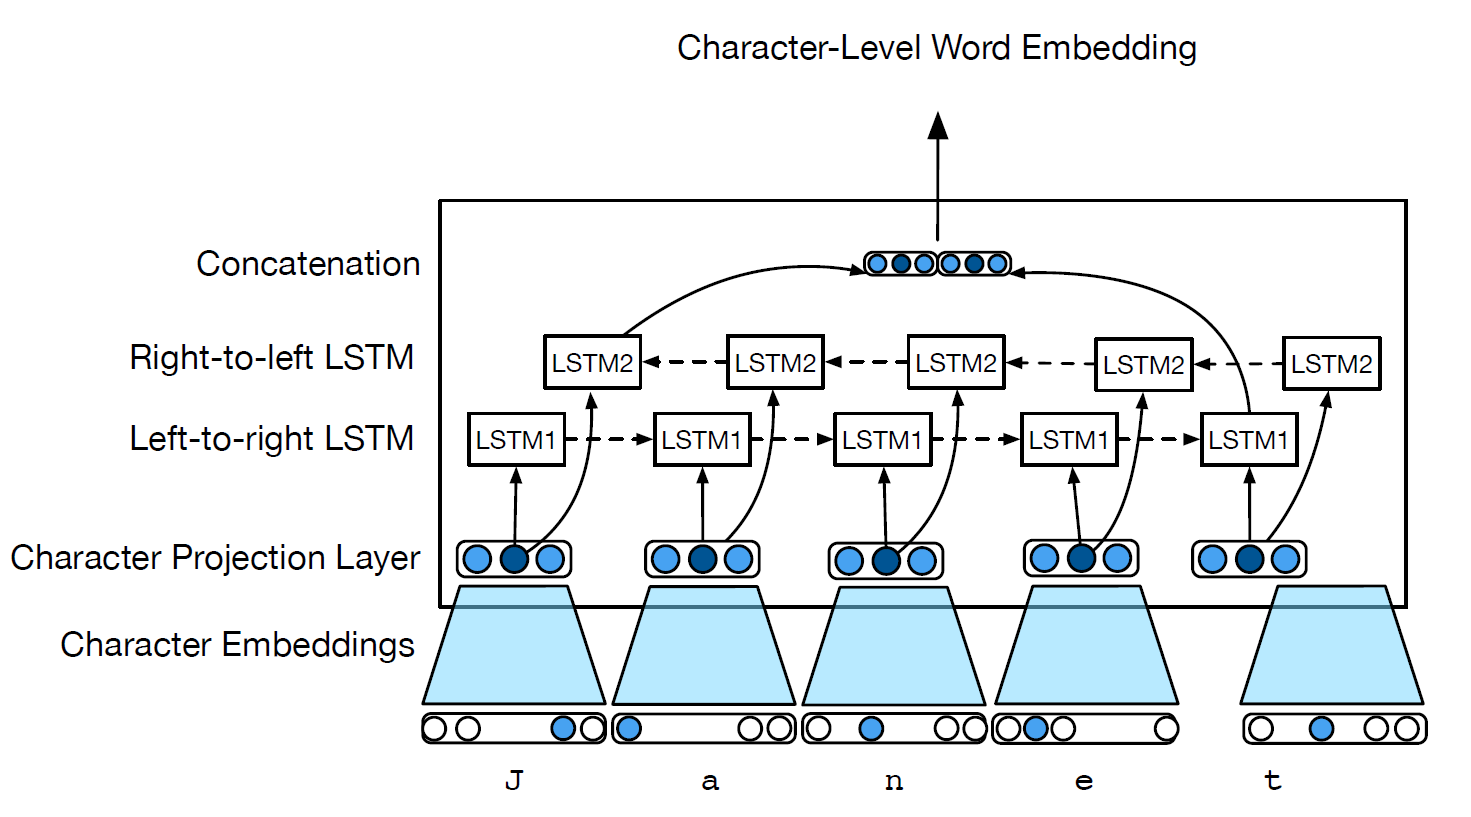 Character-Level Word Embedding
Concatenation
Right-to-left LSTM
LSTM2 LSTM2 LSTM2 LSTM2 LSTM2
Left-to-right LSTM
LSTM1 LSTM1 LSTM1 LSTM1 LSTM1
Character Projection Layer
Character Embeddings
J a n e t